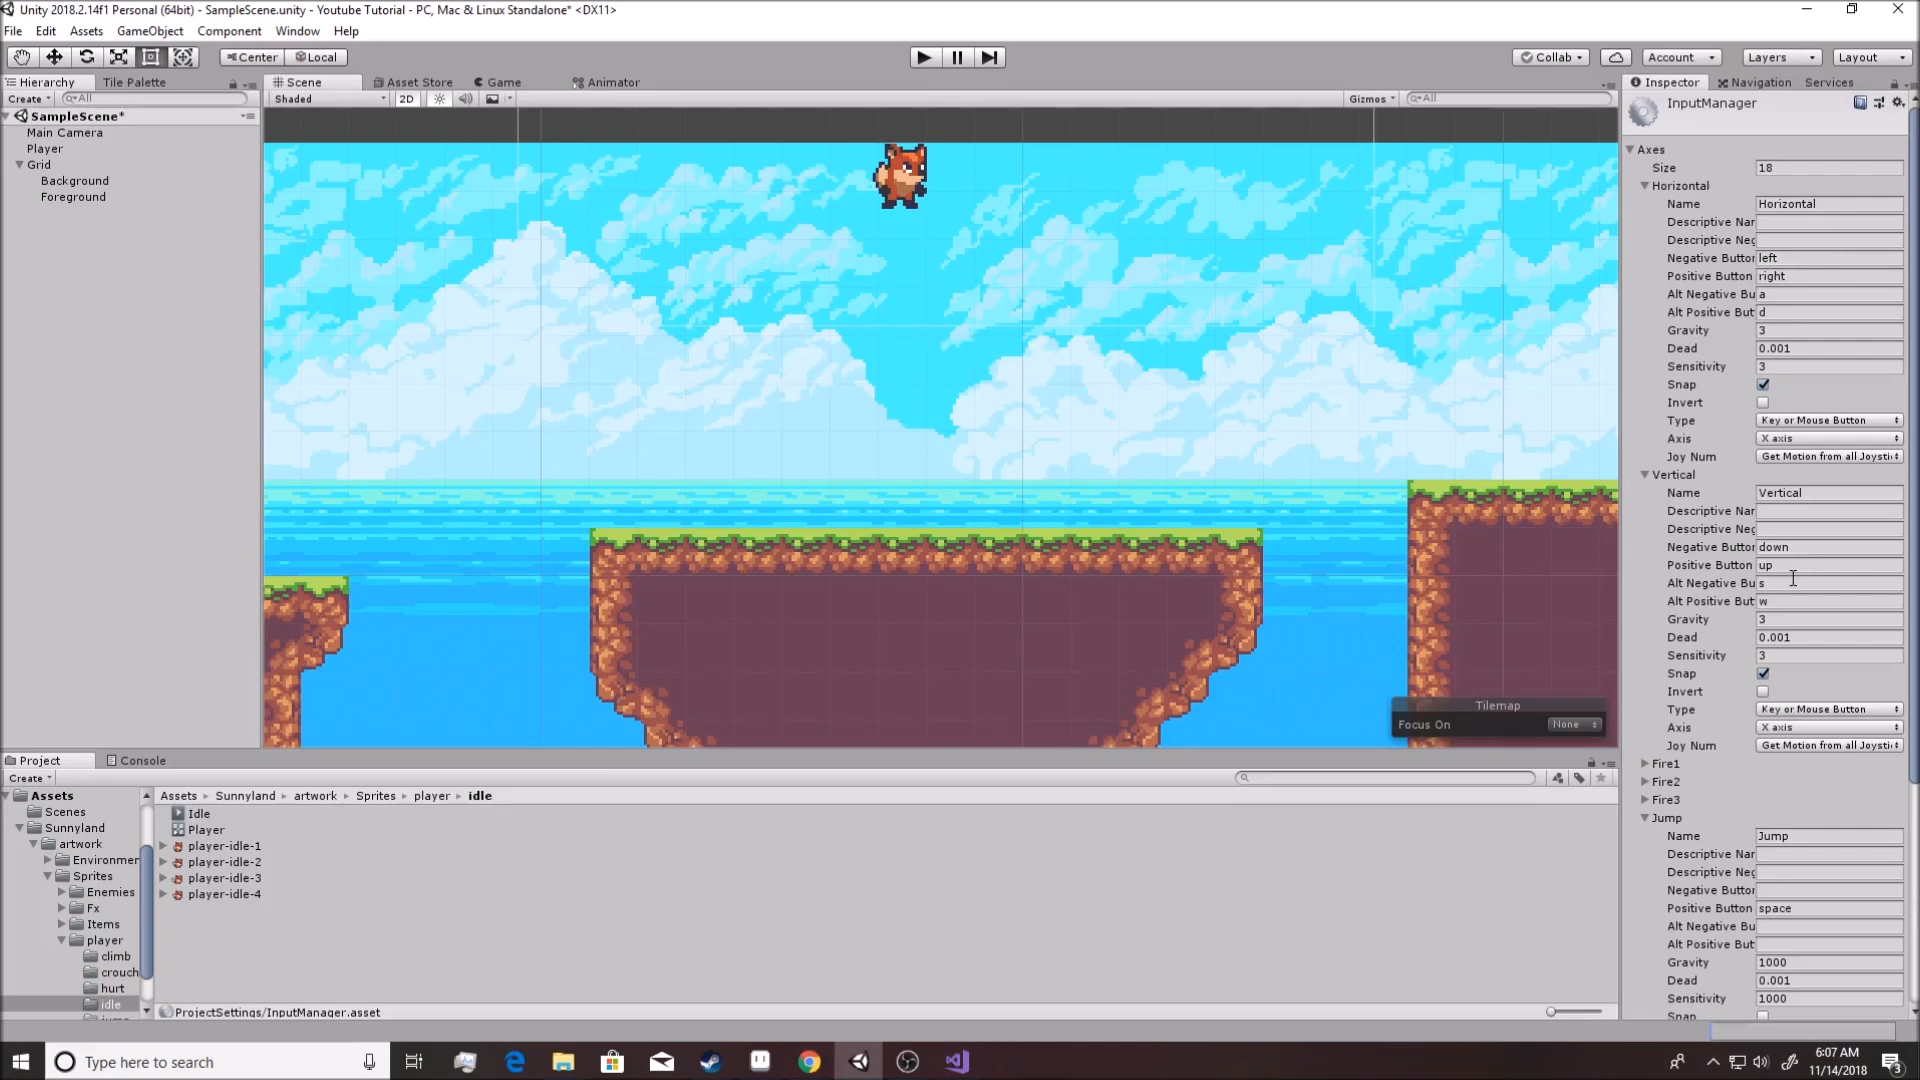 Unity 2018.2.14f1 Personal (64bit) - SampleScene.unity - Youtube Tutorial - PC, Mac & Linux Standalone* <DX11>
File Edit Assets GameObject Component Window Help
Center Local Collab Account Layers Layout
Hierarchy Tile Palette Scene Asset Store Game Animator Inspector Navigation Services
Create All Shaded 2D Gizmos All
InputManager
SampleScene*
Main Camera
Player
Grid
Background
Foreground
Axes
Size 18
Horizontal
Name Horizontal
Descriptive Nar
Descriptive Neg
Negative Button left
Positive Button right
Alt Negative Bu a
Alt Positive But d
Gravity 3
Dead 0.001
Sensitivity 3
Snap
Invert
Type Key or Mouse Button
Axis X axis
Joy Num Get Motion from all Joysti
Vertical
Name Vertical
Descriptive Nar
Descriptive Neg
Negative Button down
Positive Button up
Alt Negative Bu s
Alt Positive But w
Gravity 3
Dead 0.001
Sensitivity 3
Snap
Invert
Type Key or Mouse Button
Axis X axis
Joy Num Get Motion from all Joysti
Fire1
Fire2
Fire3
Jump
Name Jump
Descriptive Nar
Descriptive Neg
Negative Button
Positive Button space
Alt Negative Bu
Alt Positive But
Gravity 1000
Dead 0.001
Sensitivity 1000
Snap
Tilemap
Focus On None
Project Console
Create
Assets
Scenes
Sunnyland
artwork
Environmer
Sprites
Enemies
Fx
Items
player
climb
crouch
hurt
idle
Assets Sunnyland artwork Sprites player idle
Idle
Player
player-idle-1
player-idle-2
player-idle-3
player-idle-4
ProjectSettings/InputManager.asset
Type here to search
6:07 AM
11/14/2018
3